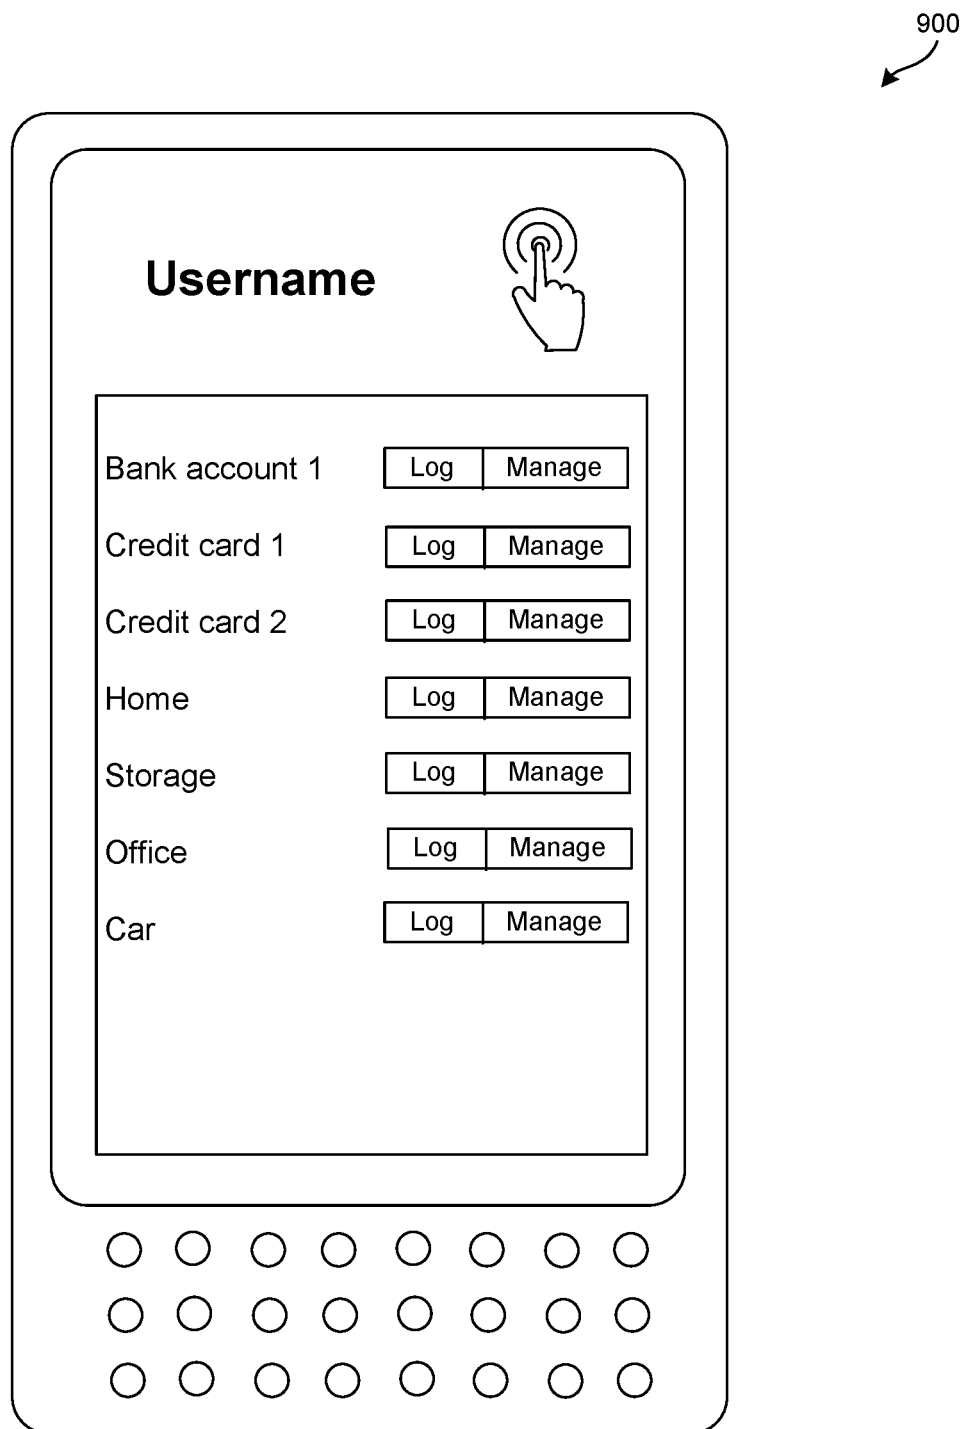 900
Username
Bank account 1 Log Manage
Credit card 1 Log Manage
Credit card 2 Log Manage
Home Log Manage
Storage Log Manage
Office Log Manage
Car Log Manage